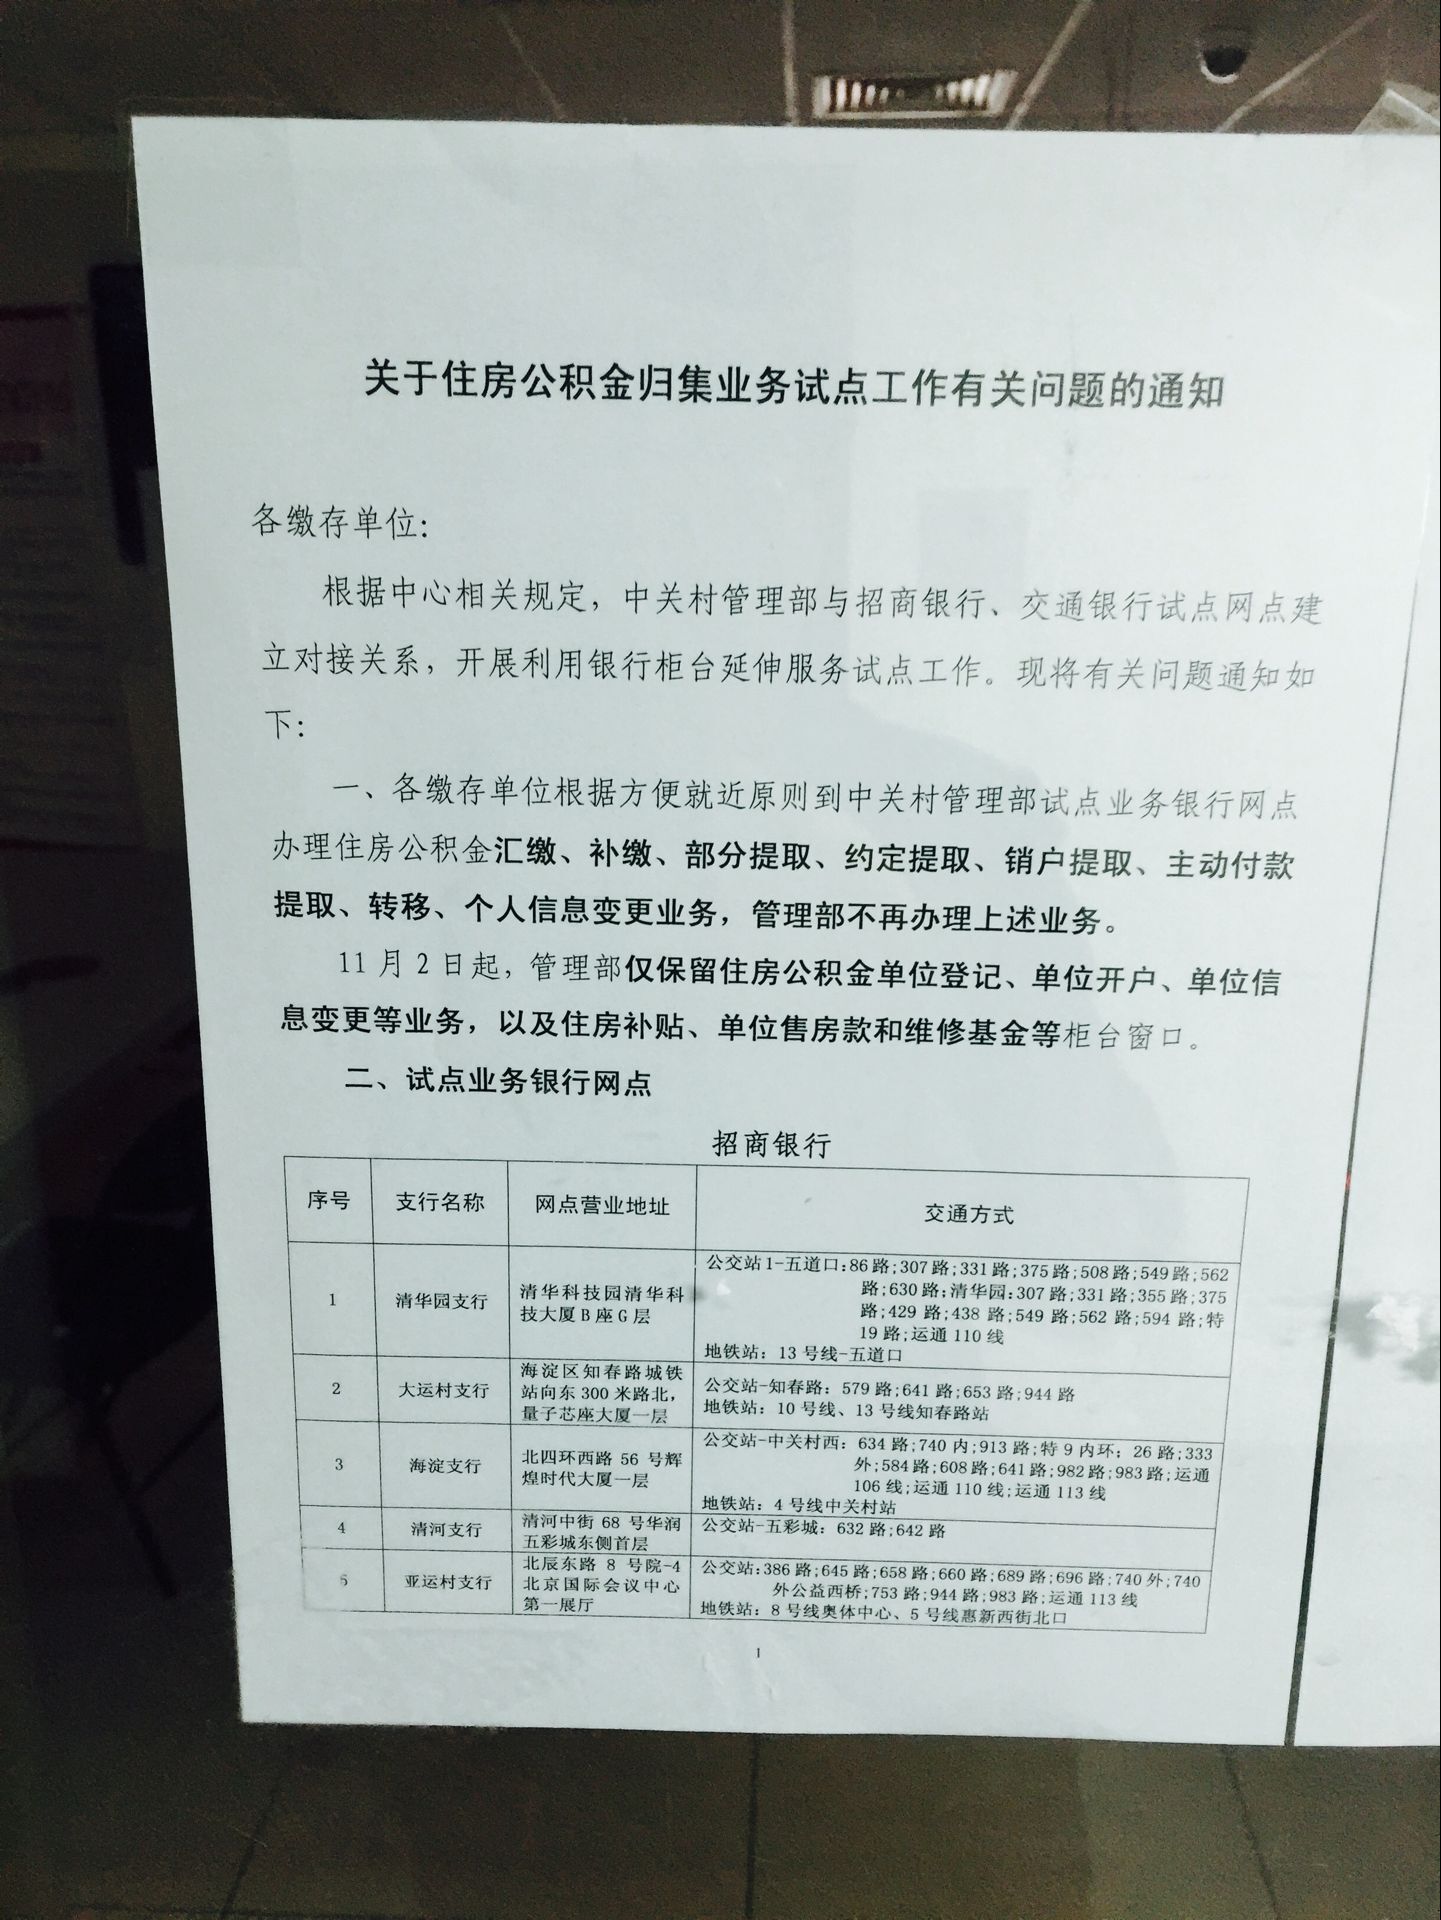 关于住房公积金归集业务试点工作有关问题的通知
各缴存单位：
根据中心相关规定，中关村管理部与招商银行、交通银行试点网点建
立对接关系，开展利用银行柜台延伸服务试点工作。现将有关问题通知如
下：
一、各缴存单位根据方便就近原则到中关村管理部试点业务银行网点
办理住房公积金汇缴、补缴、部分提取、约定提取、销户提取、主动付款
提取、转移、个人信息变更业务，管理部不再办理上述业务。
11月2日起，管理部仅保留住房公积金单位登记、单位开户、单位信
息变更等业务，以及住房补贴、单位售房款和维修基金等柜台窗口。
二、试点业务银行网点
招商银行
序号 支行名称 网点营业地址 交通方式
1 清华园支行 清华科技园清华科
技大厦B座G层
公交站1-五道口：86路；307路；331路；375路；508路；549路；562
路；630路；清华园：307路；331路；355路；375
路；429路；438路；549路；562路；594路；特
19路；运通110线
地铁站：13号线-五道口
2 大运村支行 海淀区知春路城铁
站向东300米路北，
量子芯座大厦一层
公交站-知春路：579路；641路；653路；944路
地铁站：10号线、13号线知春路站
3 海淀支行 北四环西路56号辉
煌时代大厦一层
公交站-中关村西：634路；740内；913路；特9内环；26路；333
外；584路；608路；641路；982路；983路；运通
106线；运通110线；运通113线
地铁站：4号线中关村站
4 清河支行 清河中街68号华润
五彩城东侧首层
公交站-五彩城：632路；642路
5 亚运村支行 北辰东路8号院-4
北京国际会议中心
第一展厅
公交站：386路；645路；658路；660路；689路；696路；740外；740
外公益西桥；753路；944路；983路；运通113线
地铁站：8号线奥体中心、5号线惠新西街北口
1